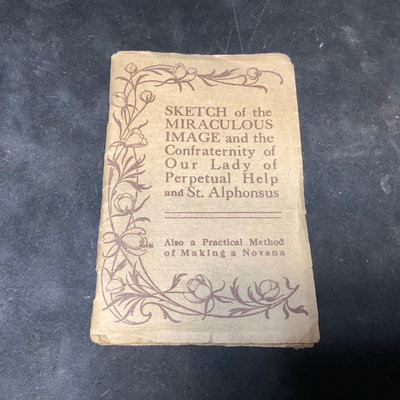 SKETCH of the
MIRACULOUS
IMAGE and the
Confraternity of
Our Lady of
Perpetual Help
and St. Alphonsus
Also a Practical Method
of Making a Novena